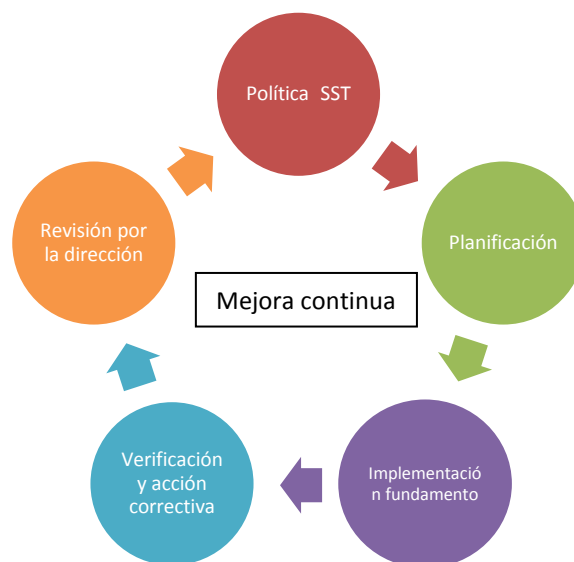 Política SST
Planificación
Implementació
n fundamento
Verificación
y acción
correctiva
Revisión por
la dirección
Mejora continua